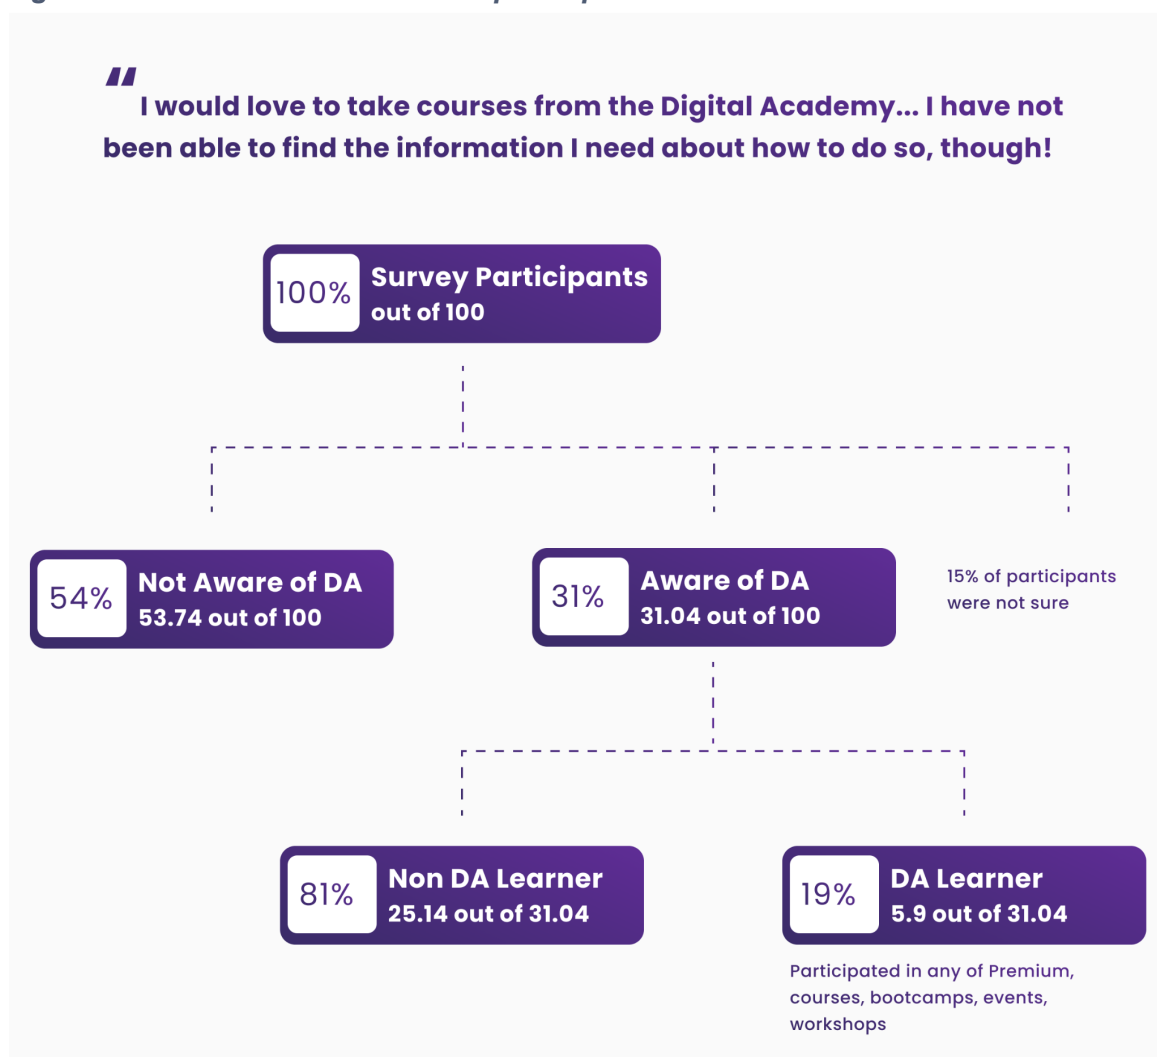 “
I would love to take courses from the Digital Academy... I have not
been able to find the information I need about how to do so, though!
100%
Survey Participants
out of 100
54%
Not Aware of DA
53.74 out of 100
31%
Aware of DA
31.04 out of 100
15% of participants
were not sure
81%
Non DA Learner
25.14 out of 31.04
19%
DA Learner
5.9 out of 31.04
Participated in any of Premium,
courses, bootcamps, events,
workshops